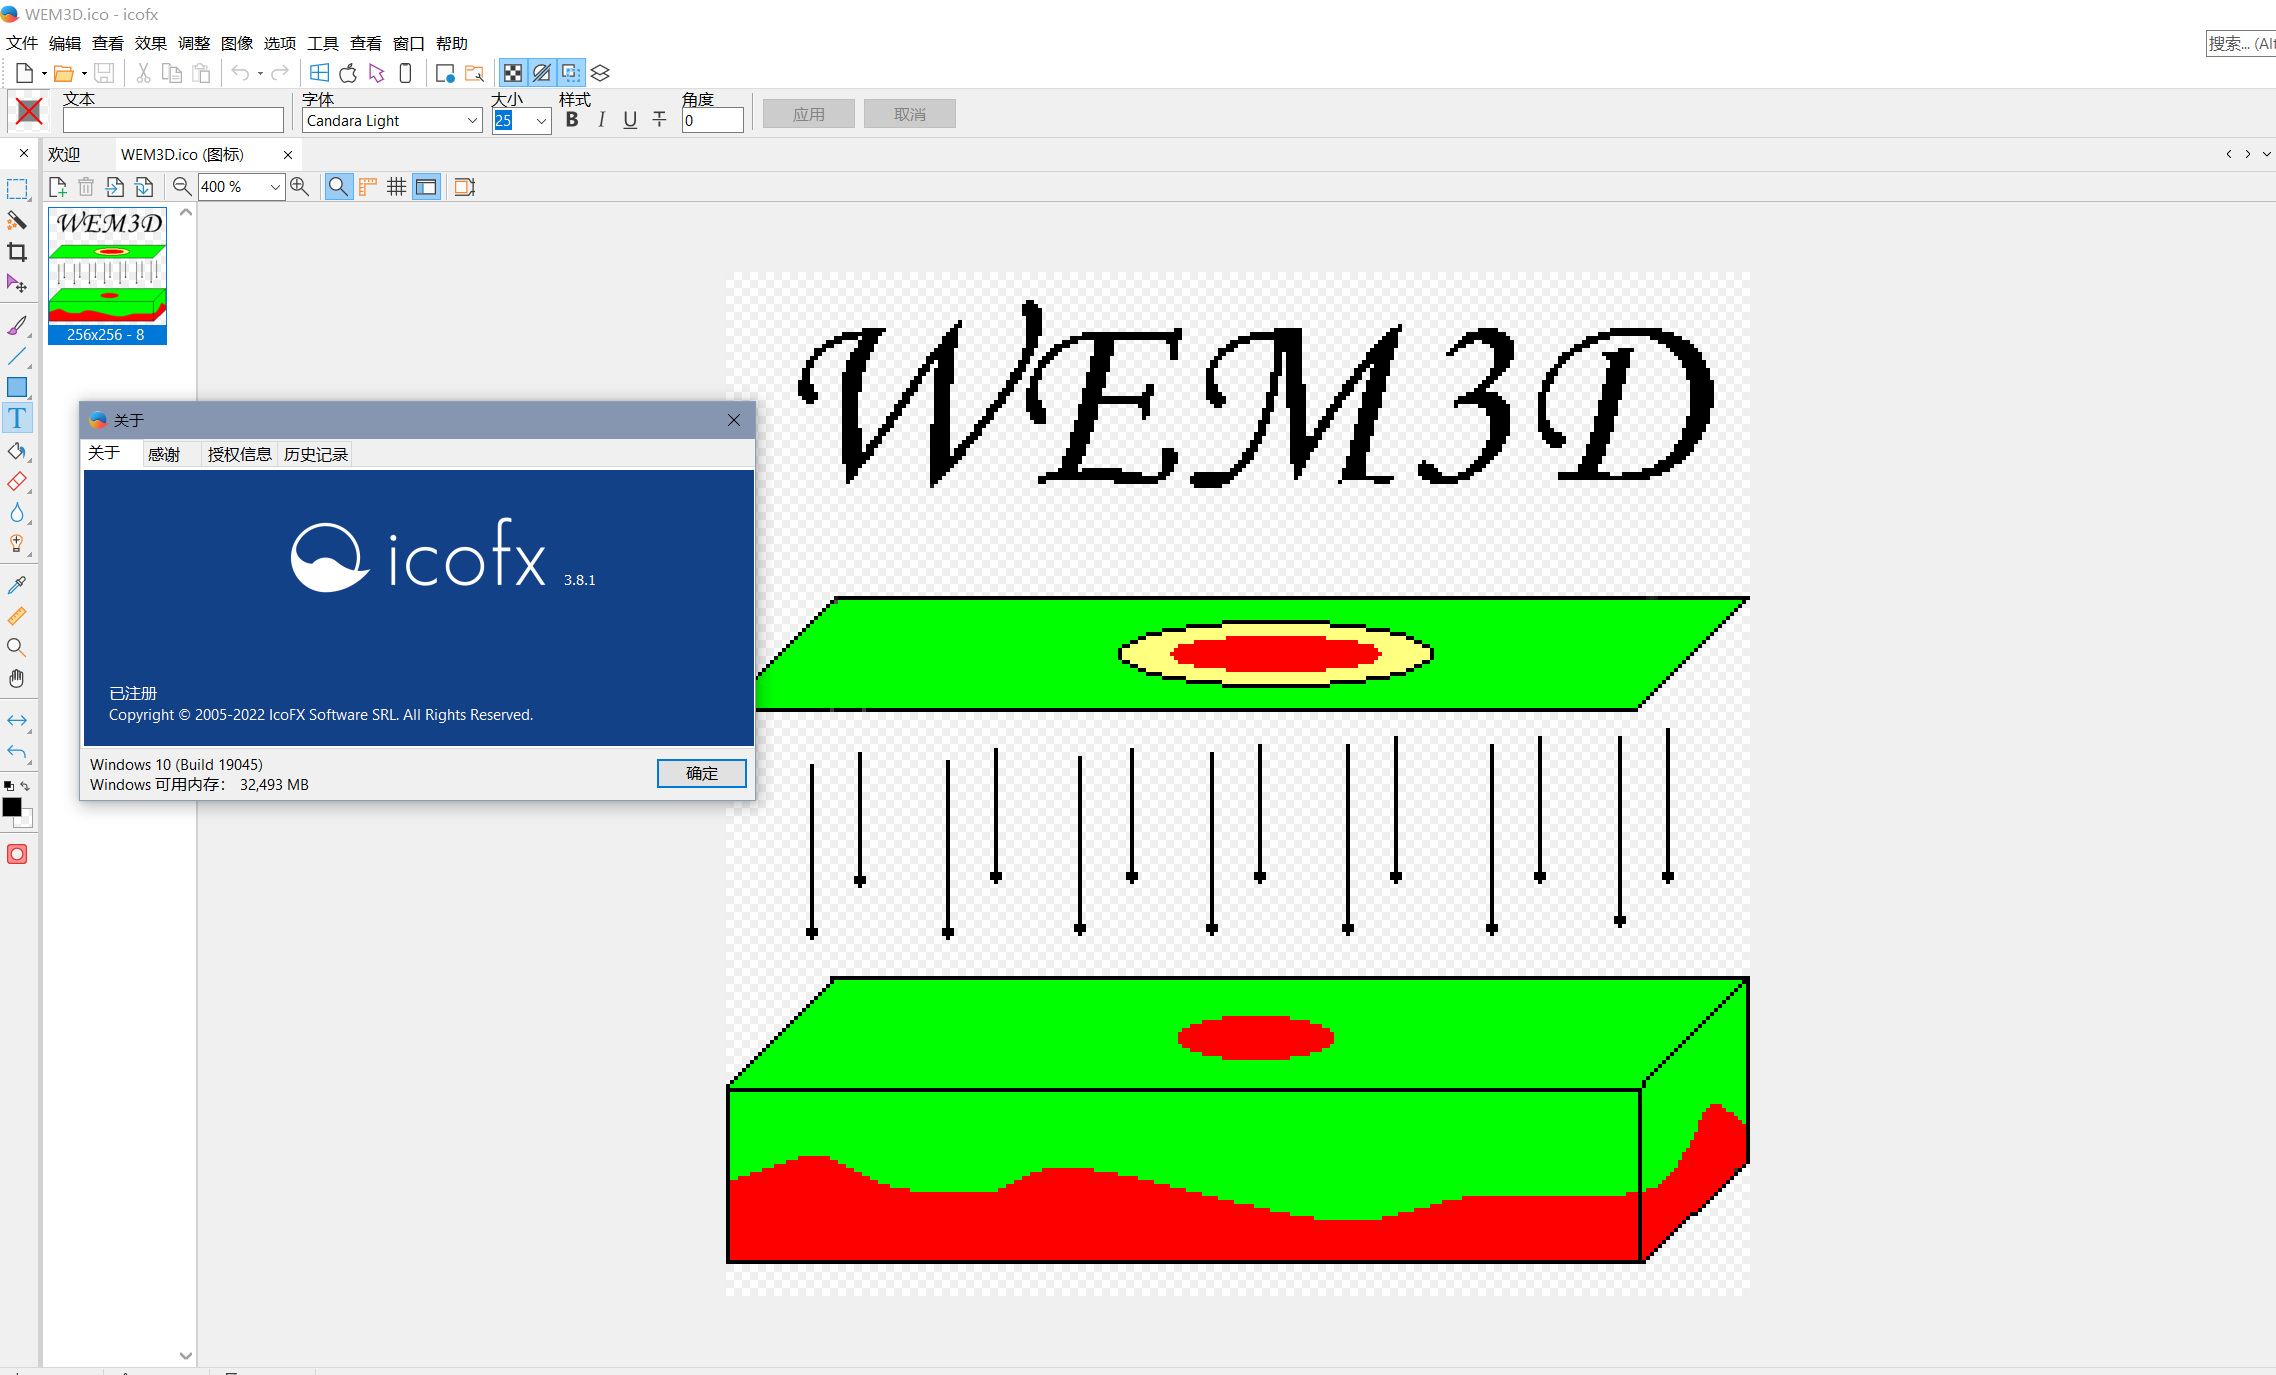 WEM3D.ico - icofx
文件 编辑 查看 效果 调整 图像 选项 工具 查看 窗口 帮助
搜索... (Alt
文本 字体 大小 样式 角度
Candara Light 25 B I U T 0 应用 取消
欢迎 WEM3D.ico (图标)
400 %
WEM3D
256x256 - 8
WEM3D
关于
关于 感谢 授权信息 历史记录
icofx 3.8.1
已注册
Copyright © 2005-2022 IcoFX Software SRL. All Rights Reserved.
Windows 10 (Build 19045)
Windows 可用内存: 32,493 MB
确定